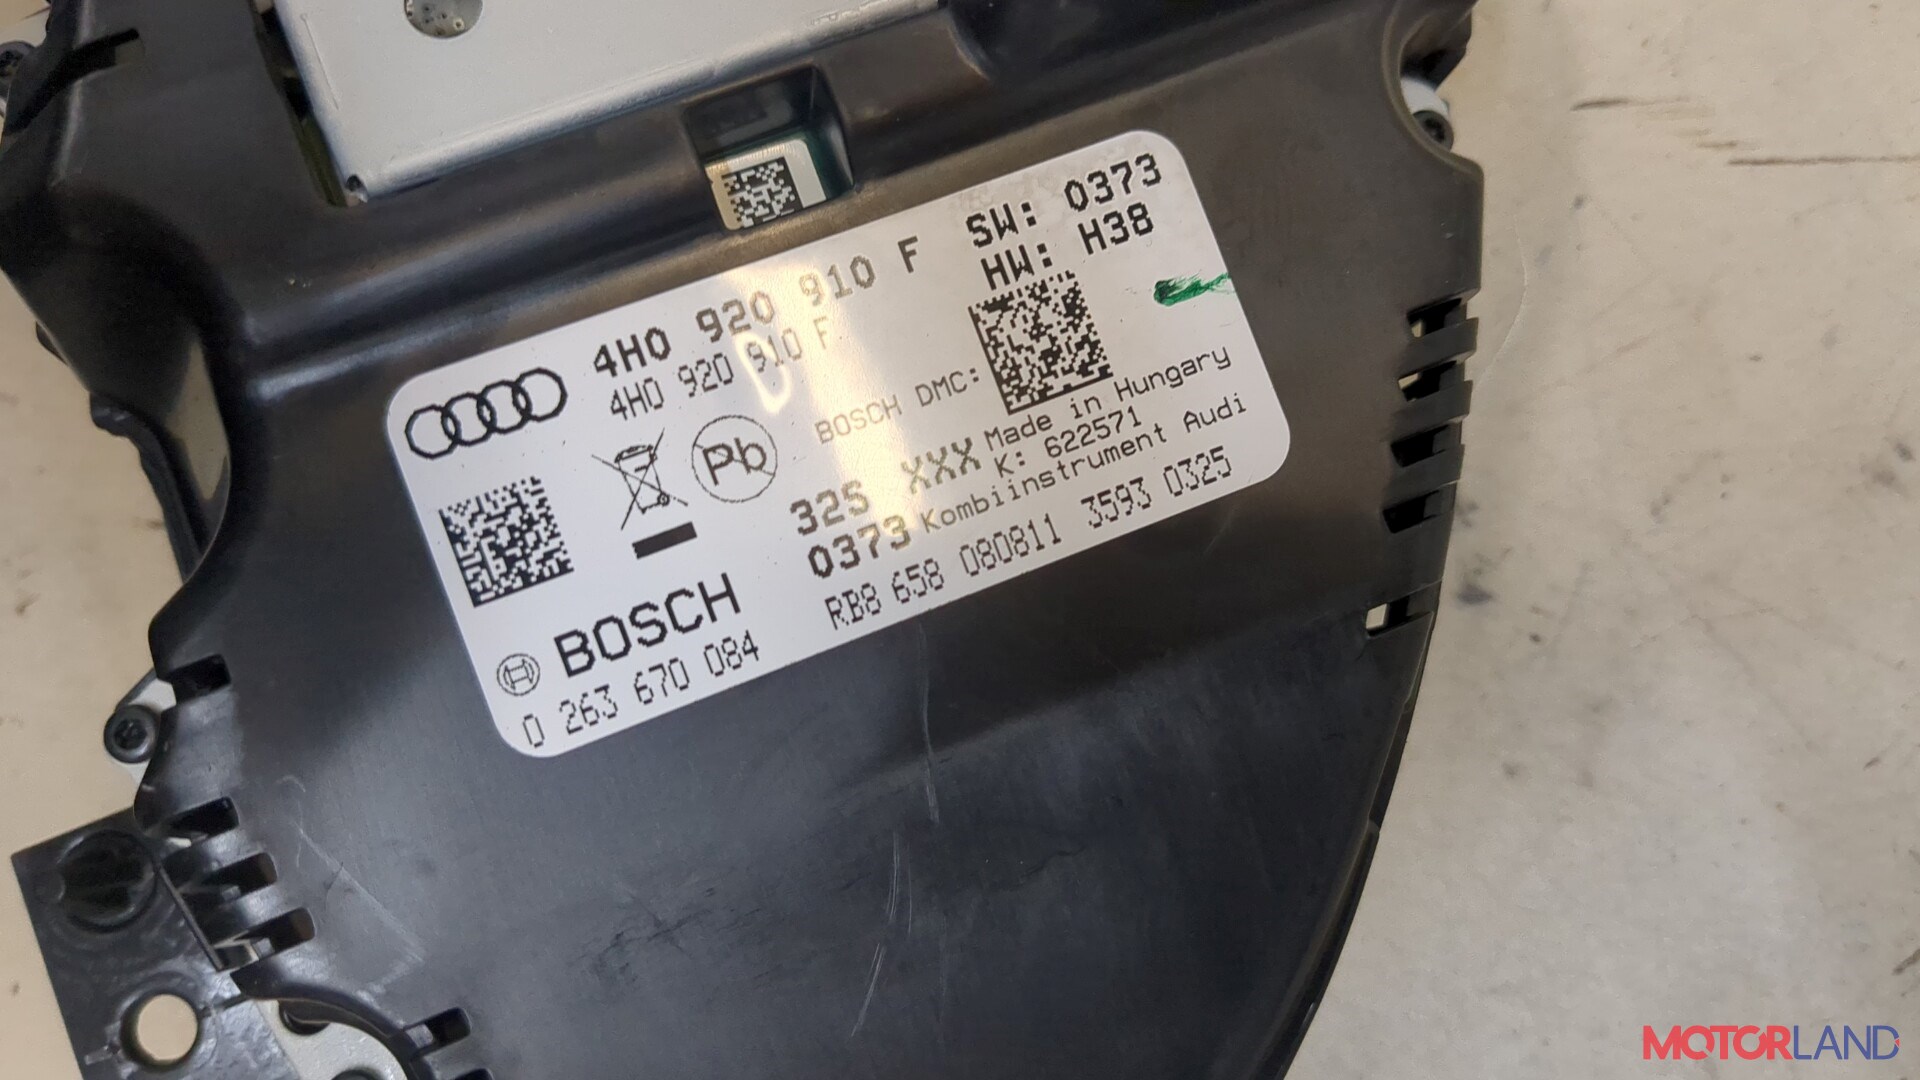 SW: 0373
HW: H38
4H0 920 910 F
4H0 920 910 F
BOSCH DMC:
Made in Hungary
K: 622571
325 XXX
0373
Kombiinstrument Audi
Pb
RB8 658 080811 3593 0325
BOSCH
0 263 670 084
MOTORLAND